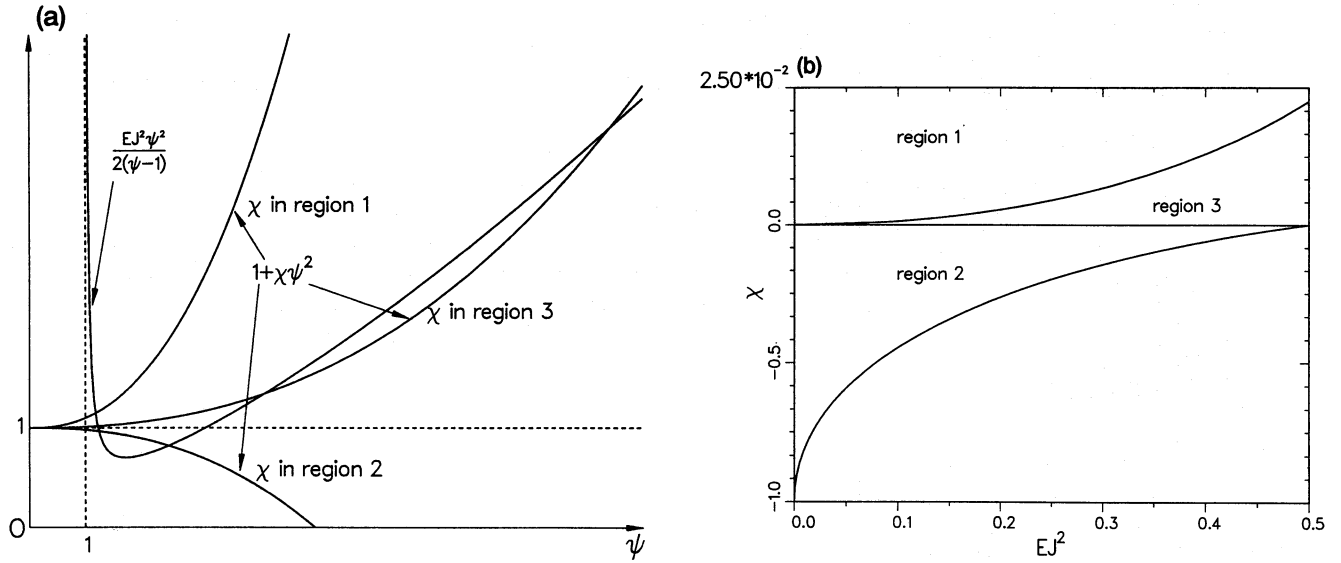 (a)
EJ²ψ²
2(ψ−1)
χ in region 1
1+χψ²
χ in region 3
1
χ in region 2
0
1
ψ
(b)
2.50*10⁻²
region 1
region 3
0.0
region 2
χ
-0.5
-1.0
0.0
0.1
0.2
0.3
0.4
0.5
EJ²